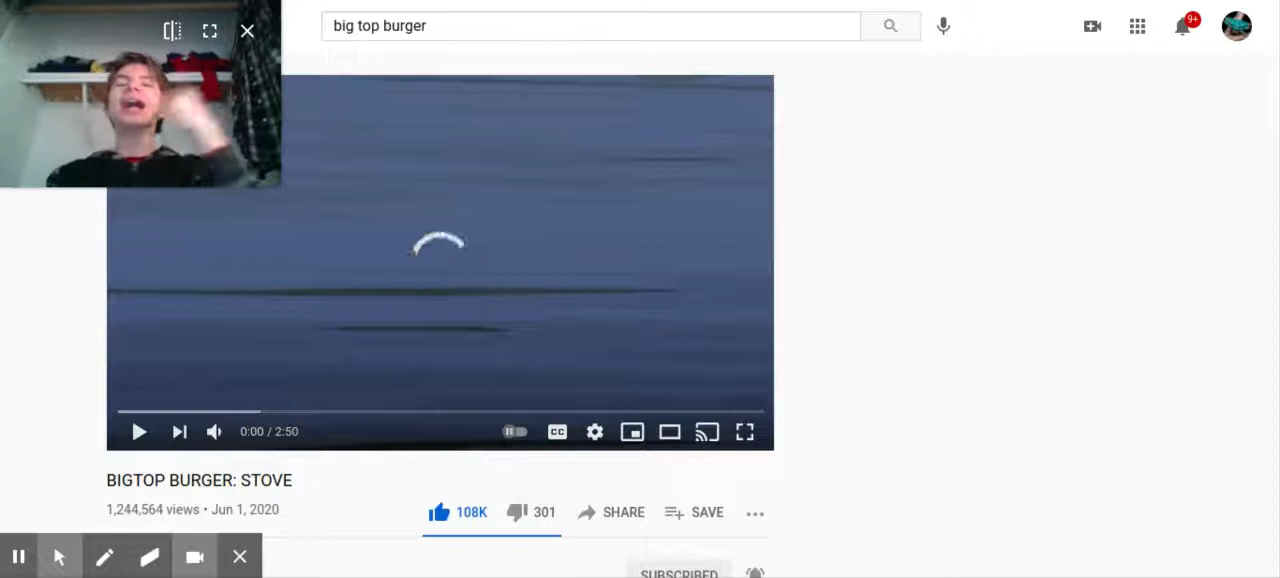 big top burger
9+
0:00 / 2:50
CC
BIGTOP BURGER: STOVE
1,244,564 views • Jun 1, 2020
108K
301
SHARE
SAVE
SUBSCRIBED